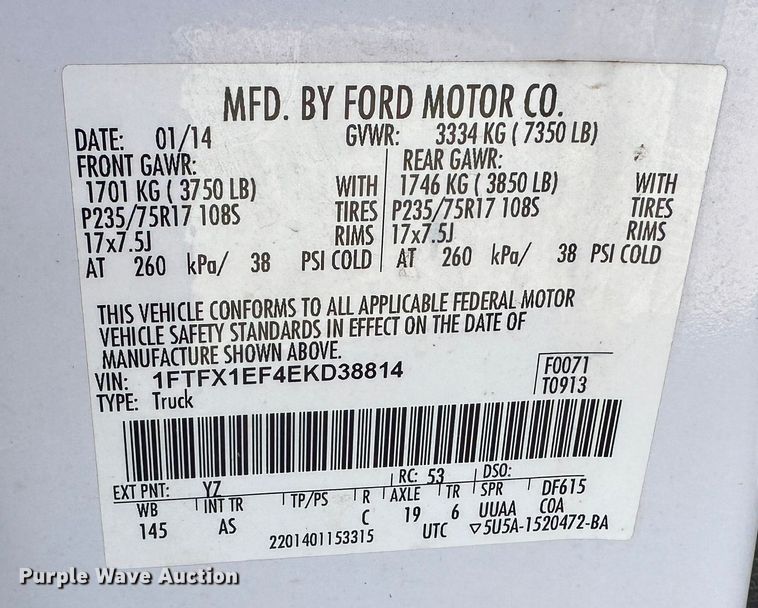 MFD. BY FORD MOTOR CO.
DATE: 01/14 GVWR: 3334 KG ( 7350 LB)
FRONT GAWR: REAR GAWR:
1701 KG ( 3750 LB) WITH 1746 KG ( 3850 LB) WITH
P235/75R17 108S TIRES P235/75R17 108S TIRES
17x7.5J RIMS 17x7.5J RIMS
AT 260 kPa/ 38 PSI COLD AT 260 kPa/ 38 PSI COLD
THIS VEHICLE CONFORMS TO ALL APPLICABLE FEDERAL MOTOR
VEHICLE SAFETY STANDARDS IN EFFECT ON THE DATE OF
MANUFACTURE SHOWN ABOVE.
VIN: 1FTFX1EF4EKD38814 F0071
TYPE: Truck T0913
EXT PNT: YZ RC: 53 DSO:
WB INT TR TP/PS R AXLE TR SPR DF615
145 AS C 19 6 UUAA COA
2201401153315 UTC ▽5U5A-1520472-BA
Purple Wave Auction